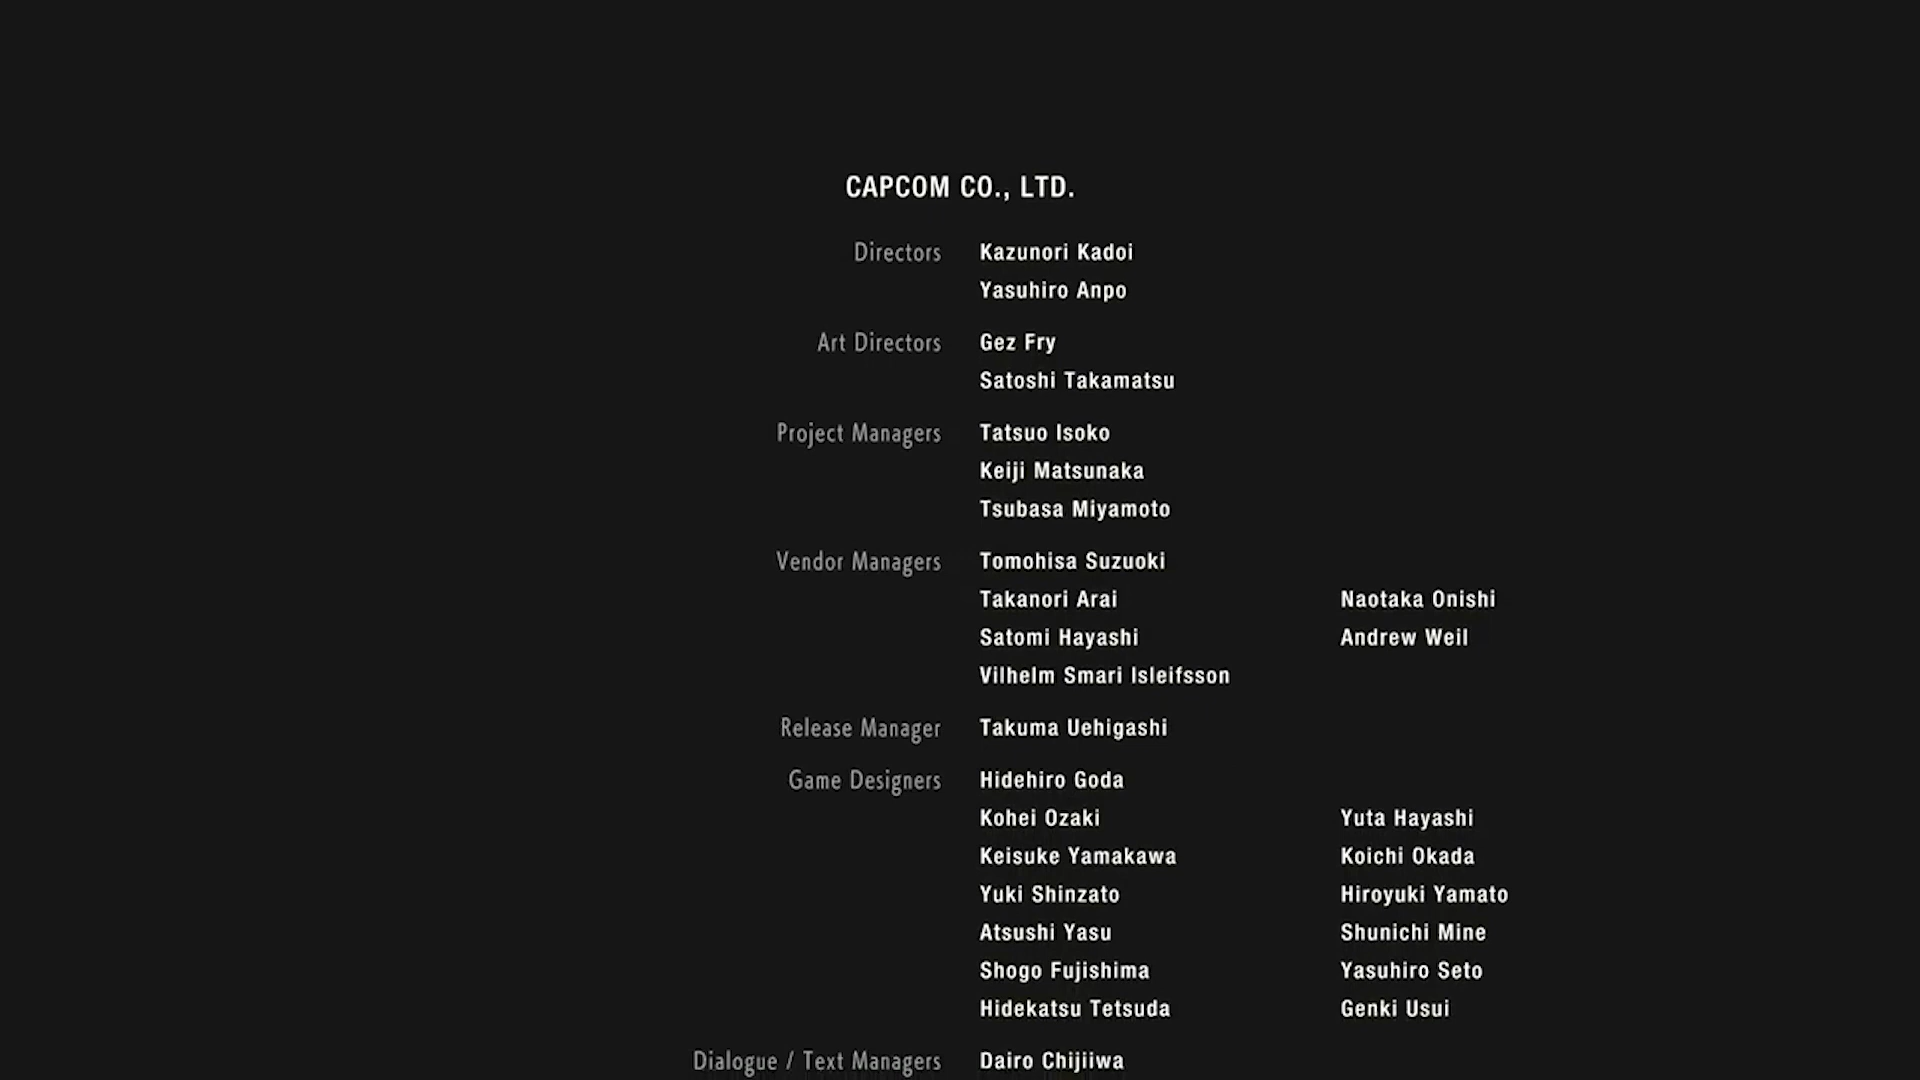 CAPCOM CO., LTD.
Directors Kazunori Kadoi
Yasuhiro Anpo
Art Directors Gez Fry
Satoshi Takamatsu
Project Managers Tatsuo Isoko
Keiji Matsunaka
Tsubasa Miyamoto
Vendor Managers Tomohisa Suzuoki
Takanori Arai Naotaka Onishi
Satomi Hayashi Andrew Weil
Vilhelm Smari Isleifsson
Release Manager Takuma Uehigashi
Game Designers Hidehiro Goda
Kohei Ozaki Yuta Hayashi
Keisuke Yamakawa Koichi Okada
Yuki Shinzato Hiroyuki Yamato
Atsushi Yasu Shunichi Mine
Shogo Fujishima Yasuhiro Seto
Hidekatsu Tetsuda Genki Usui
Dialogue / Text Managers Dairo Chijiiwa